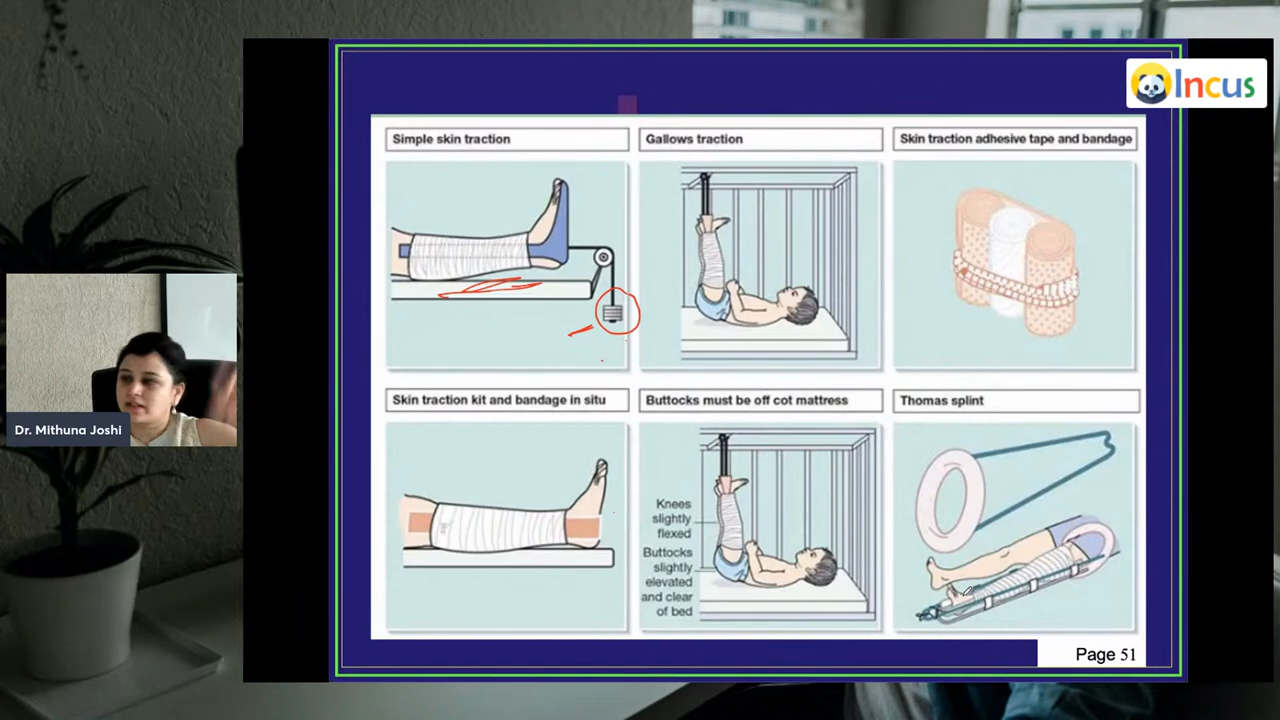 Incus
Simple skin traction
Gallows traction
Skin traction adhesive tape and bandage
Skin traction kit and bandage in situ
Buttocks must be off cot mattress
Thomas splint
Knees
slightly
flexed
Buttocks
slightly
elevated
and clear
of bed
Dr. Mithuna Joshi
Page 51